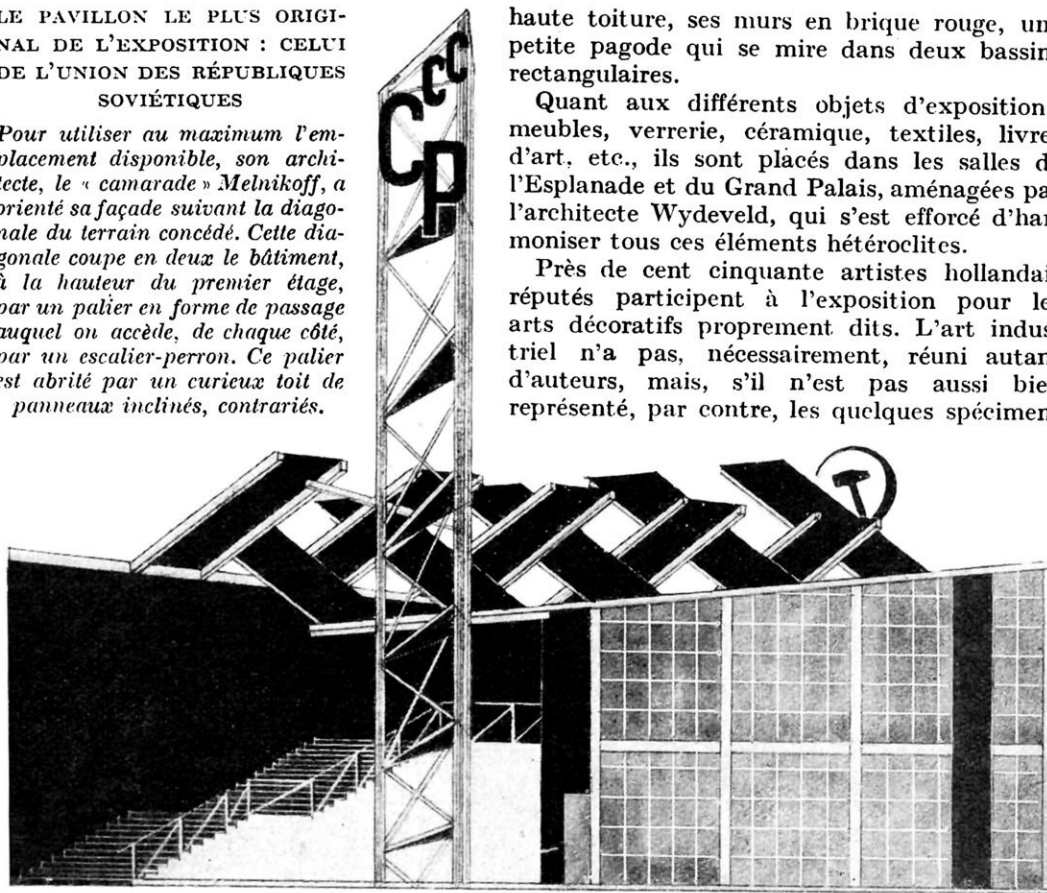 LE PAVILLON LE PLUS ORIGI-
NAL DE L'EXPOSITION : CELUI
DE L'UNION DES RÉPUBLIQUES
SOVIÉTIQUES
Pour utiliser au maximum l'em-
placement disponible, son archi-
tecte, le « camarade » Melnikoff, a
orienté sa façade suivant la diago-
nale du terrain concédé. Cette dia-
gonale coupe en deux le bâtiment,
à la hauteur du premier étage,
par un palier en forme de passage
auquel on accède, de chaque côté,
par un escalier-perron. Ce palier
est abrité par un curieux toit de
panneaux inclinés, contrariés.
CCCP
haute toiture, ses murs en brique rouge, un
petite pagode qui se mire dans deux bassin
rectangulaires.
Quant aux différents objets d'exposition
meubles, verrerie, céramique, textiles, livre
d'art, etc., ils sont placés dans les salles d
l'Esplanade et du Grand Palais, aménagées pa
l'architecte Wydeveld, qui s'est efforcé d'har
moniser tous ces éléments hétéroclites.
Près de cent cinquante artistes hollandai
réputés participent à l'exposition pour le
arts décoratifs proprement dits. L'art indus
triel n'a pas, nécessairement, réuni autan
d'auteurs, mais, s'il n'est pas aussi bie
représenté, par contre, les quelques spécimen